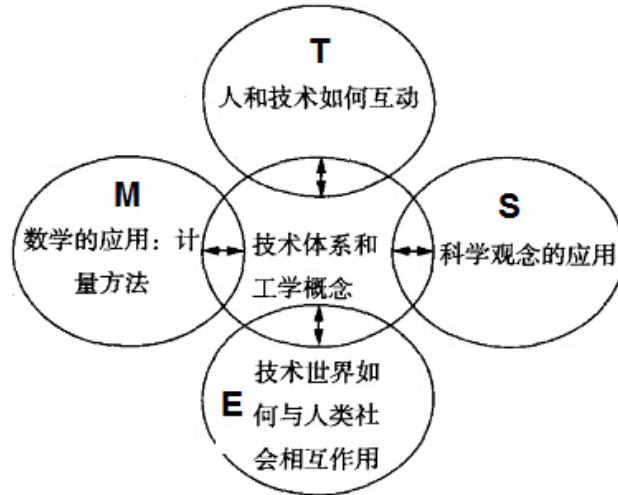 T
人和技术如何互动
M
数学的应用：计
量方法
技术体系和
工学概念
S
科学观念的应用
E
技术世界如
何与人类社
会相互作用